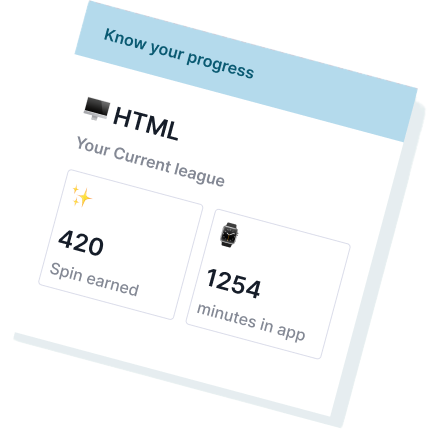 Know your progress
HTML
Your Current league
420
Spin earned
1254
minutes in app